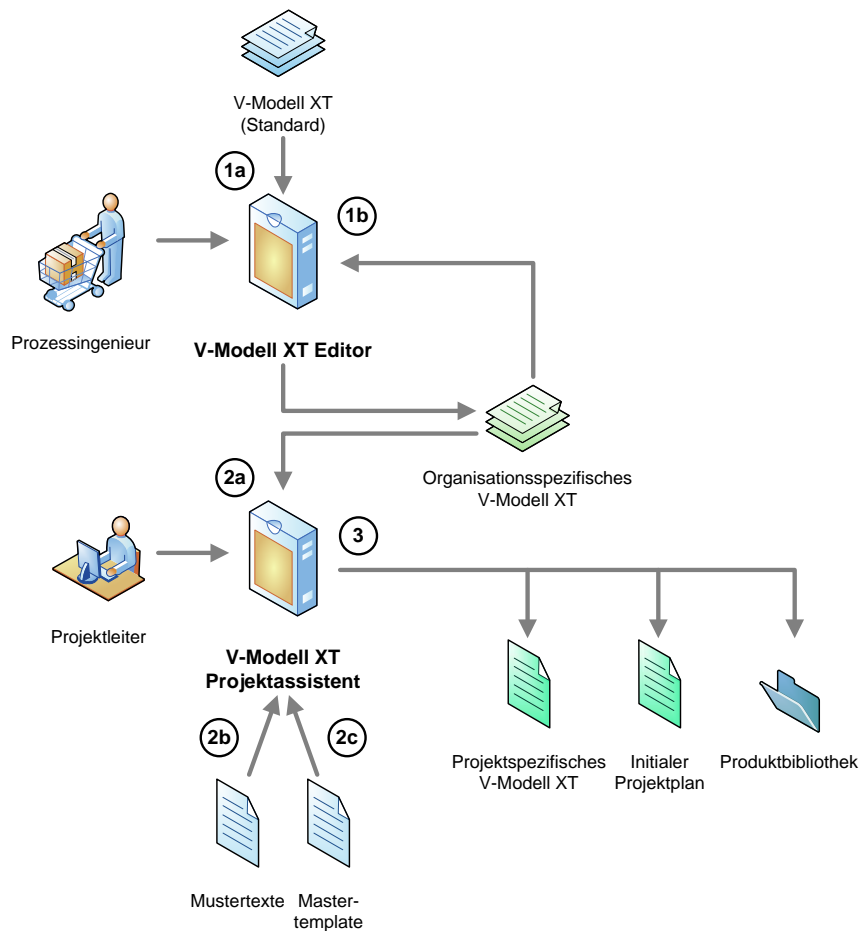 V-Modell XT
(Standard)
1a
1b
Prozessingenieur
V-Modell XT Editor
2a
Organisationsspezifisches
V-Modell XT
3
Projektleiter
V-Modell XT
Projektassistent
2b
2c
Projektspezifisches
V-Modell XT
Initialer
Projektplan
Produktbibliothek
Mustertexte
Master-
template